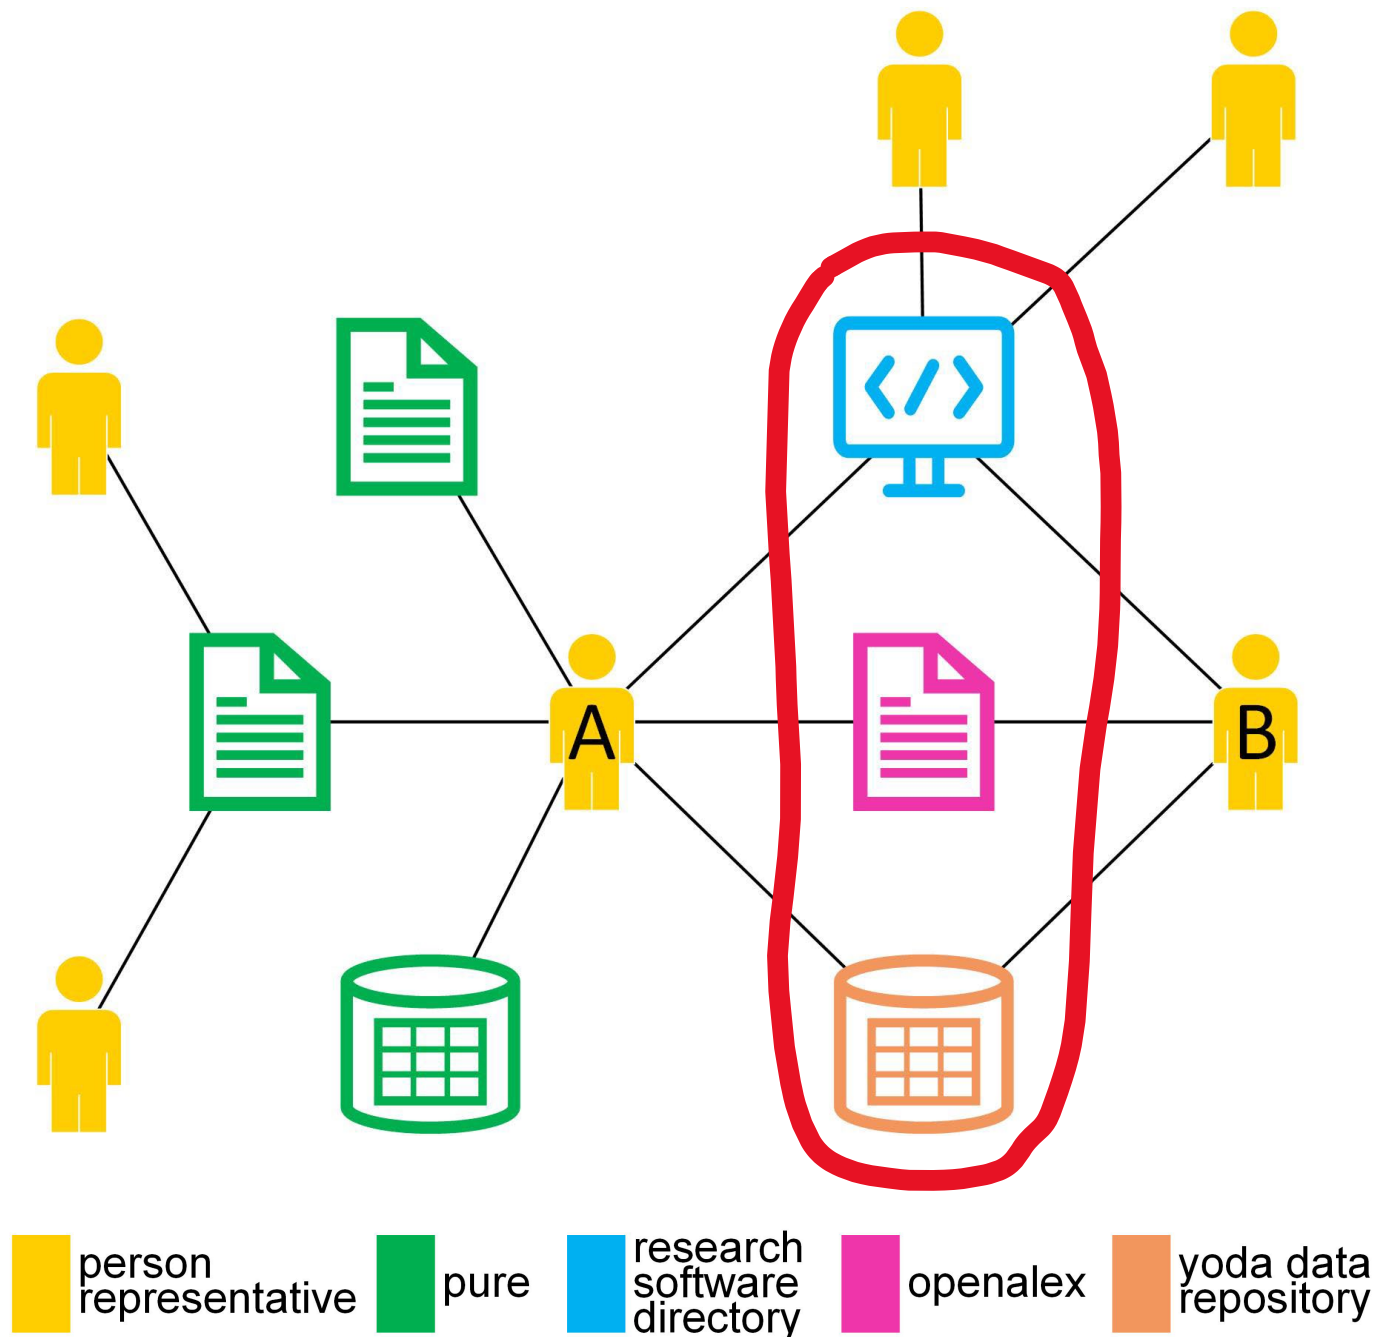 </>
A
B
person
representative
pure
research
software
directory
openalex
yoda data
repository